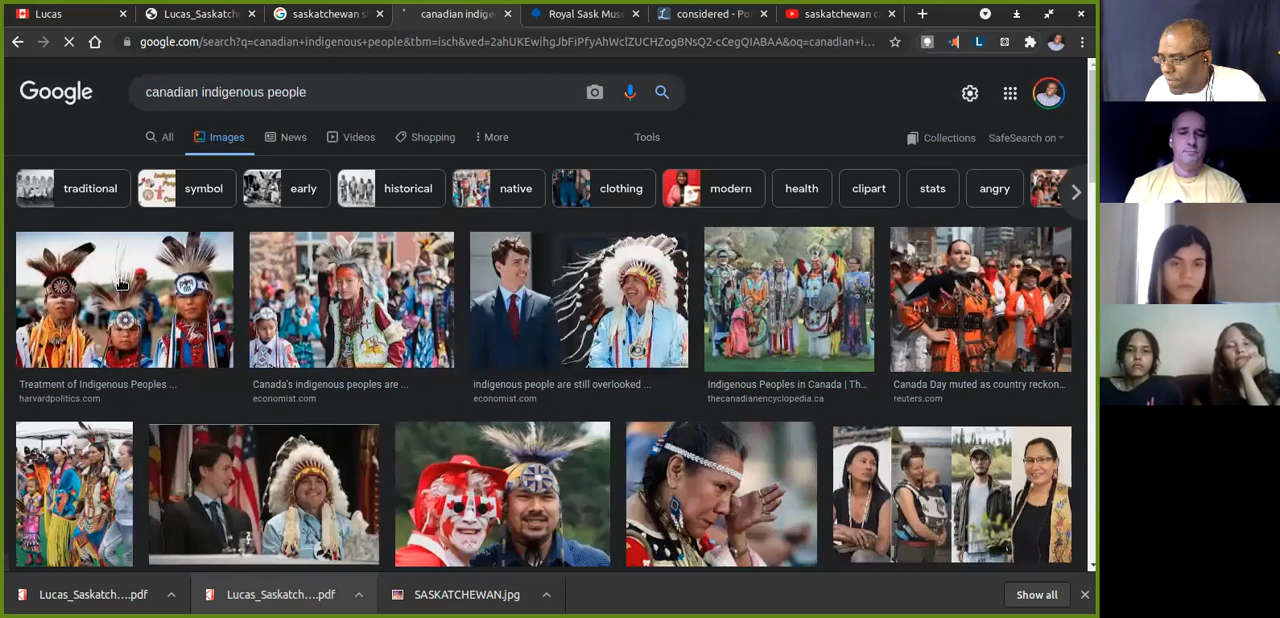 Lucas
Lucas_Saskatche
saskatchewan s
canadian indige
Royal Sask Mus
considered - Po
saskatchewan c
google.com/search?q=canadian+indigenous+people&tbm=isch&ved=2ahUKEwihgJbFiPfyAhWclZUCHZogBNsQ2-cCegQIABAA&oq=canadian+i...
L
Google
canadian indigenous people
All
Images
News
Videos
Shopping
More
Tools
Collections
SafeSearch on
traditional
symbol
early
historical
native
clothing
modern
health
clipart
stats
angry
Treatment of Indigenous Peoples ...
harvardpolitics.com
Canada's indigenous peoples are ...
economist.com
indigenous people are still overlooked ...
economist.com
Indigenous Peoples in Canada | Th...
thecanadianencyclopedia.ca
Canada Day muted as country reckon...
reuters.com
Lucas_Saskatch....pdf
Lucas_Saskatch....pdf
SASKATCHEWAN.jpg
Show all